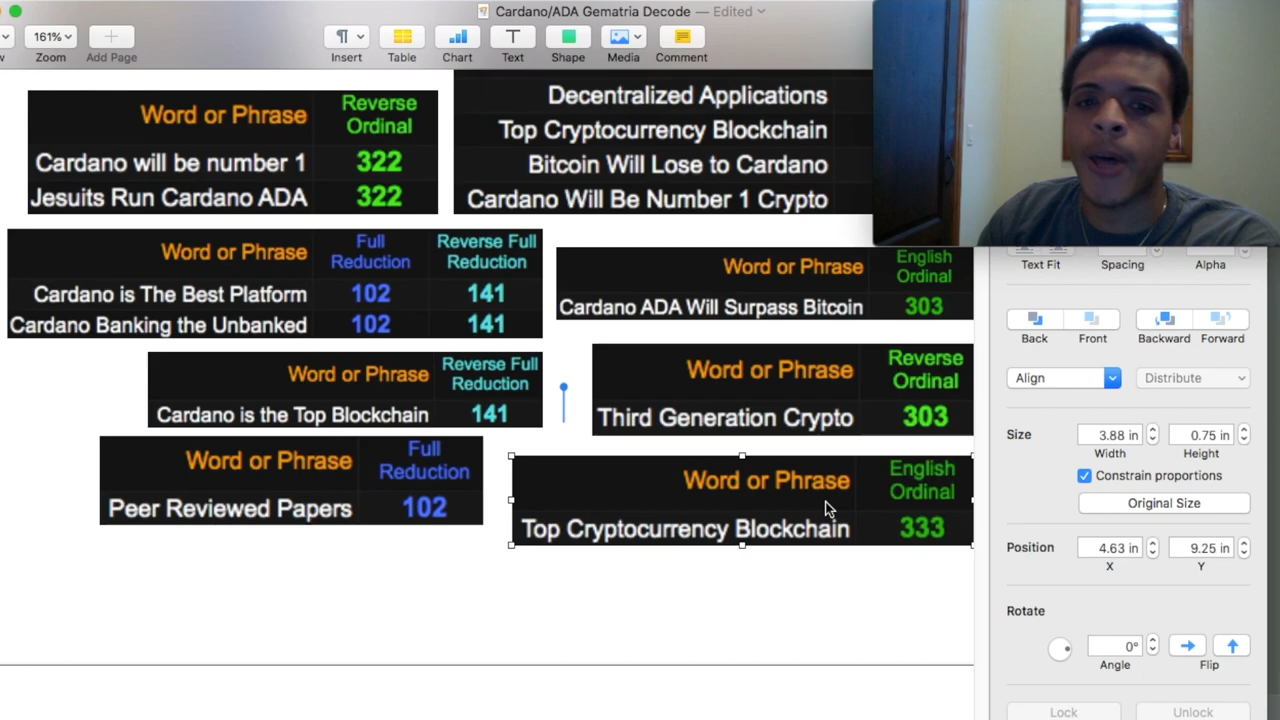 Cardano/ADA Gematria Decode — Edited
161%
Zoom
Add Page
Insert
Table
Chart
Text
Shape
Media
Comment
Word or Phrase Reverse Ordinal
Cardano will be number 1 322
Jesuits Run Cardano ADA 322
Decentralized Applications
Top Cryptocurrency Blockchain
Bitcoin Will Lose to Cardano
Cardano Will Be Number 1 Crypto
Word or Phrase Full Reduction Reverse Full Reduction
Cardano is The Best Platform 102 141
Cardano Banking the Unbanked 102 141
Word or Phrase English Ordinal
Cardano ADA Will Surpass Bitcoin 303
Word or Phrase Reverse Full Reduction
Cardano is the Top Blockchain 141
Word or Phrase Reverse Ordinal
Third Generation Crypto 303
Word or Phrase Full Reduction
Peer Reviewed Papers 102
Word or Phrase English Ordinal
Top Cryptocurrency Blockchain 333
Text Fit
Spacing
Alpha
Back
Front
Backward
Forward
Align
Distribute
Size
3.88 in
0.75 in
Width
Height
Constrain proportions
Original Size
Position
4.63 in
9.25 in
X
Y
Rotate
0°
Angle
Flip
Lock
Unlock